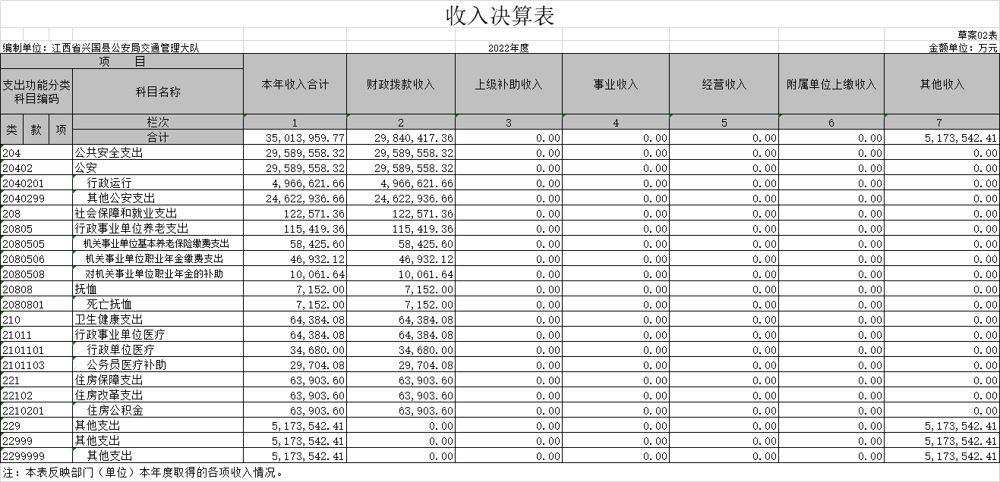 收入决算表
草案02表
编制单位：江西省兴国县公安局交通管理大队 2022年度 金额单位：万元
项 目 本年收入合计 财政拨款收入 上级补助收入 事业收入 经营收入 附属单位上缴收入 其他收入
支出功能分类科目编码 科目名称
类 款 项 栏次 1 2 3 4 5 6 7
合计 35,013,959.77 29,840,417.36 0.00 0.00 0.00 0.00 5,173,542.41
204 公共安全支出 29,589,558.32 29,589,558.32 0.00 0.00 0.00 0.00 0.00
20402 公安 29,589,558.32 29,589,558.32 0.00 0.00 0.00 0.00 0.00
2040201 行政运行 4,966,621.66 4,966,621.66 0.00 0.00 0.00 0.00 0.00
2040299 其他公安支出 24,622,936.66 24,622,936.66 0.00 0.00 0.00 0.00 0.00
208 社会保障和就业支出 122,571.36 122,571.36 0.00 0.00 0.00 0.00 0.00
20805 行政事业单位养老支出 115,419.36 115,419.36 0.00 0.00 0.00 0.00 0.00
2080505 机关事业单位基本养老保险缴费支出 58,425.60 58,425.60 0.00 0.00 0.00 0.00 0.00
2080506 机关事业单位职业年金缴费支出 46,932.12 46,932.12 0.00 0.00 0.00 0.00 0.00
2080508 对机关事业单位职业年金的补助 10,061.64 10,061.64 0.00 0.00 0.00 0.00 0.00
20808 抚恤 7,152.00 7,152.00 0.00 0.00 0.00 0.00 0.00
2080801 死亡抚恤 7,152.00 7,152.00 0.00 0.00 0.00 0.00 0.00
210 卫生健康支出 64,384.08 64,384.08 0.00 0.00 0.00 0.00 0.00
21011 行政事业单位医疗 64,384.08 64,384.08 0.00 0.00 0.00 0.00 0.00
2101101 行政单位医疗 34,680.00 34,680.00 0.00 0.00 0.00 0.00 0.00
2101103 公务员医疗补助 29,704.08 29,704.08 0.00 0.00 0.00 0.00 0.00
221 住房保障支出 63,903.60 63,903.60 0.00 0.00 0.00 0.00 0.00
22102 住房改革支出 63,903.60 63,903.60 0.00 0.00 0.00 0.00 0.00
2210201 住房公积金 63,903.60 63,903.60 0.00 0.00 0.00 0.00 0.00
229 其他支出 5,173,542.41 0.00 0.00 0.00 0.00 0.00 5,173,542.41
22999 其他支出 5,173,542.41 0.00 0.00 0.00 0.00 0.00 5,173,542.41
2299999 其他支出 5,173,542.41 0.00 0.00 0.00 0.00 0.00 5,173,542.41
注：本表反映部门（单位）本年度取得的各项收入情况。